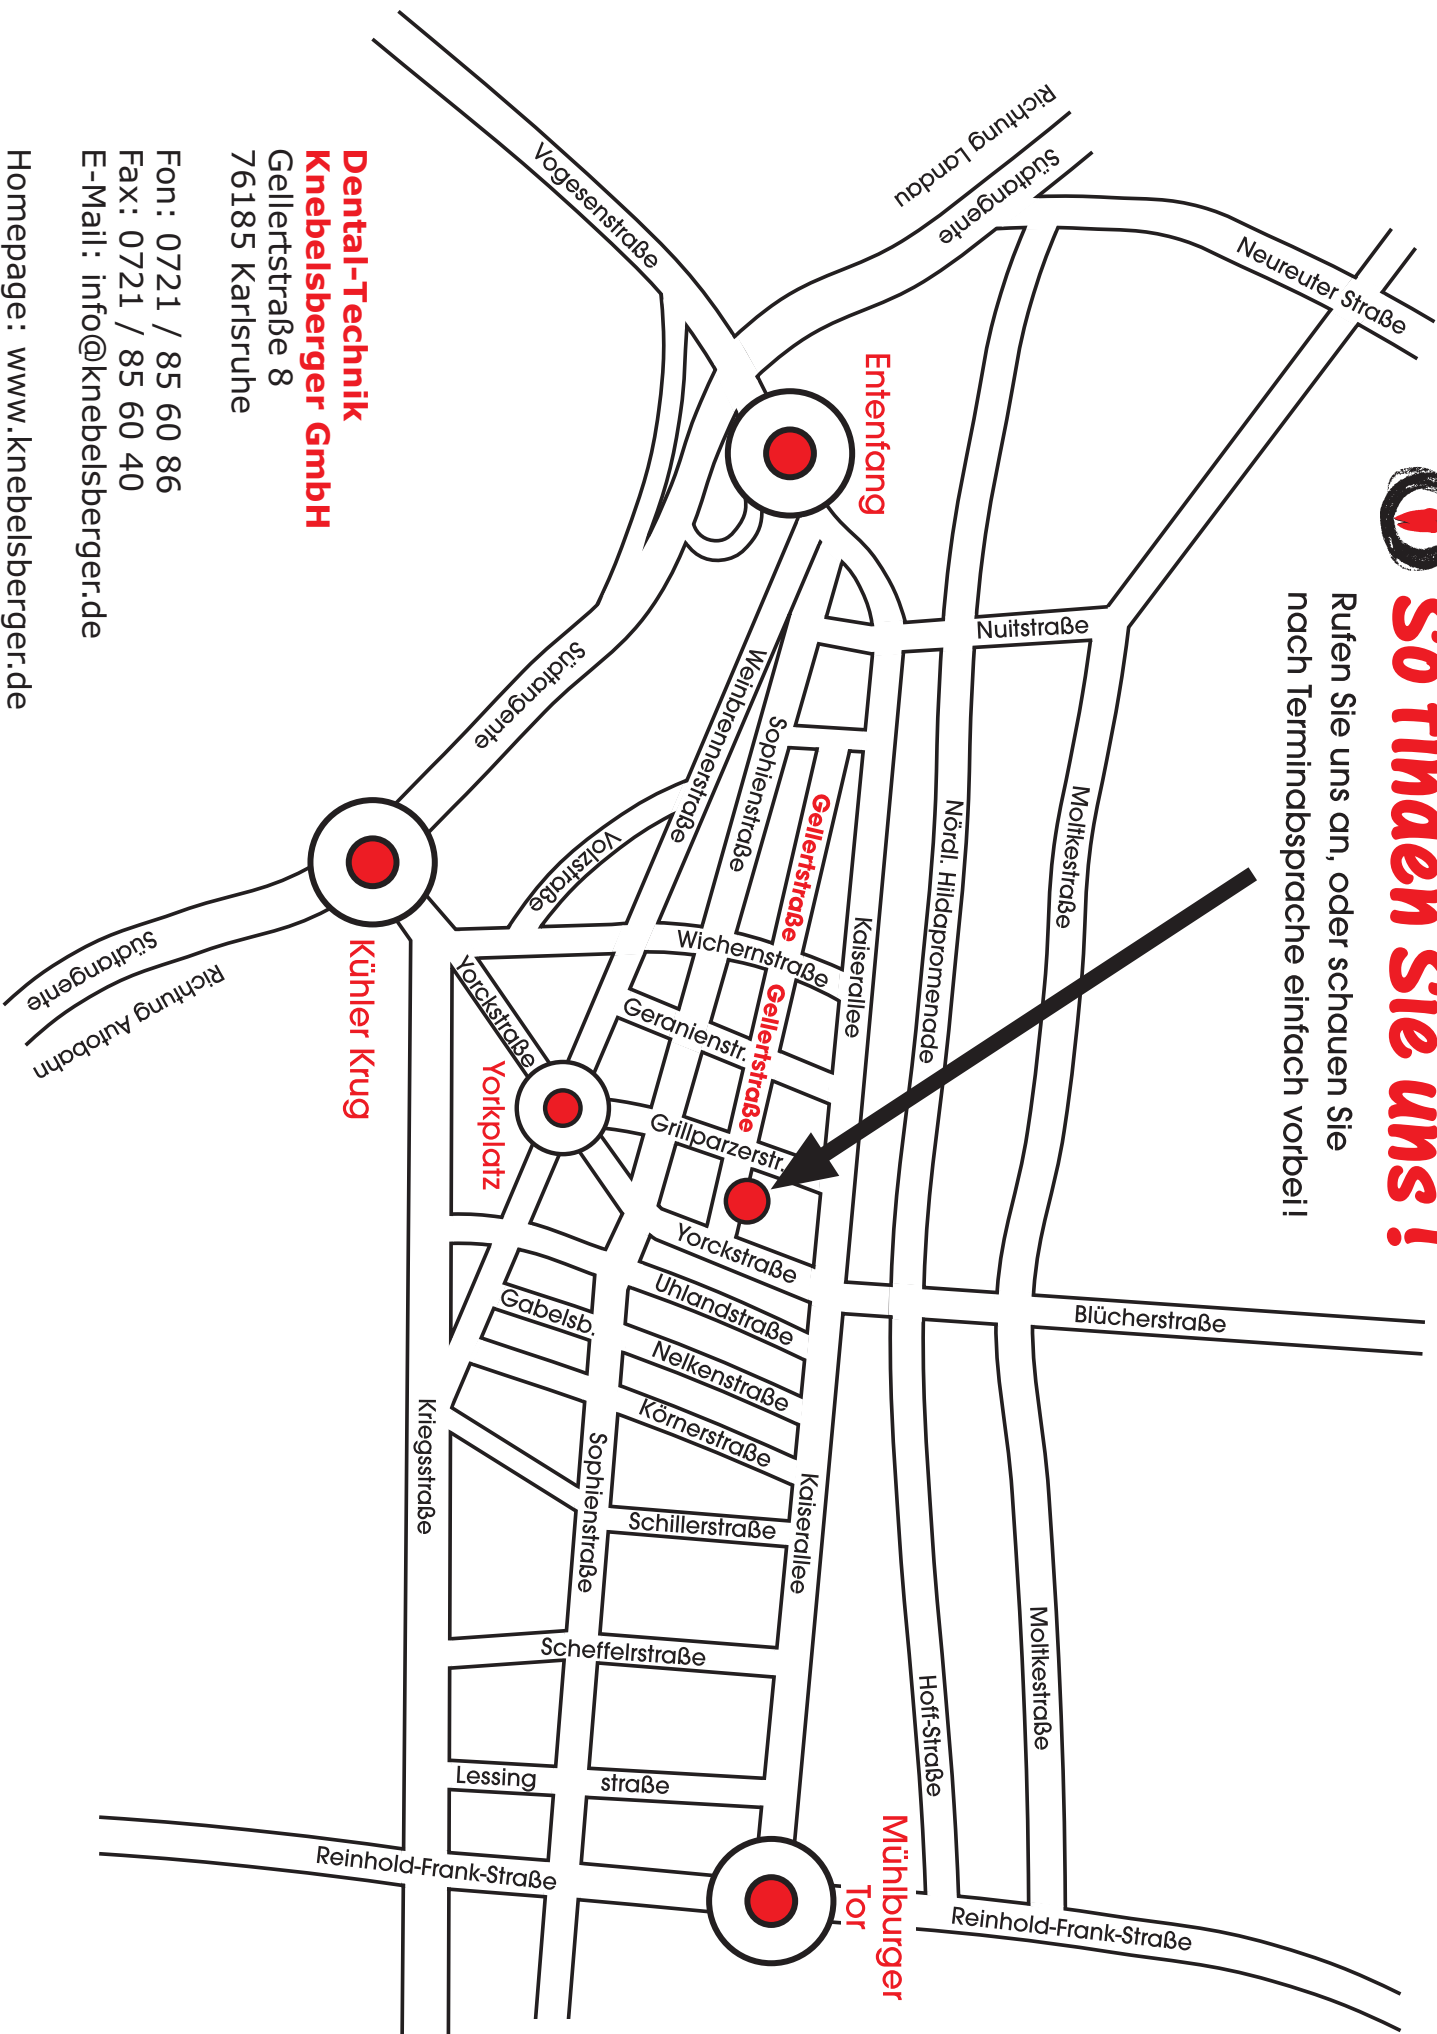 So finden Sie uns !
Rufen Sie uns an, oder schauen Sie
nach Terminabsprache einfach vorbei!
Neureuter Straße
Richtung Landau
Südtangente
Vogesenstraße
Entenfang
Nuitstraße
Moltkestraße
Nördl. Hildapromenade
Kaiserallee
Gellertstraße
Sophienstraße
Weinbrennerstraße
Volzstraße
Südtangente
Wichernstraße
Gellertstraße
Geranienstr.
Grillparzerstr.
Yorckstraße
Yorkplatz
Kühler Krug
Südtangente
Richtung Autobahn
Blücherstraße
Yorckstraße
Uhlandstraße
Nelkenstraße
Körnerstraße
Gabelsb.
Kriegsstraße
Sophienstraße
Kaiserallee
Schillerstraße
Scheffelrstraße
Lessing straße
Moltkestraße
Hoff-Straße
Mühlburger
Tor
Reinhold-Frank-Straße
Reinhold-Frank-Straße
Dental-Technik
Knebelsberger GmbH
Gellertstraße 8
76185 Karlsruhe
Fon: 0721 / 85 60 86
Fax: 0721 / 85 60 40
E-Mail: info@knebelsberger.de
Homepage: www.knebelsberger.de